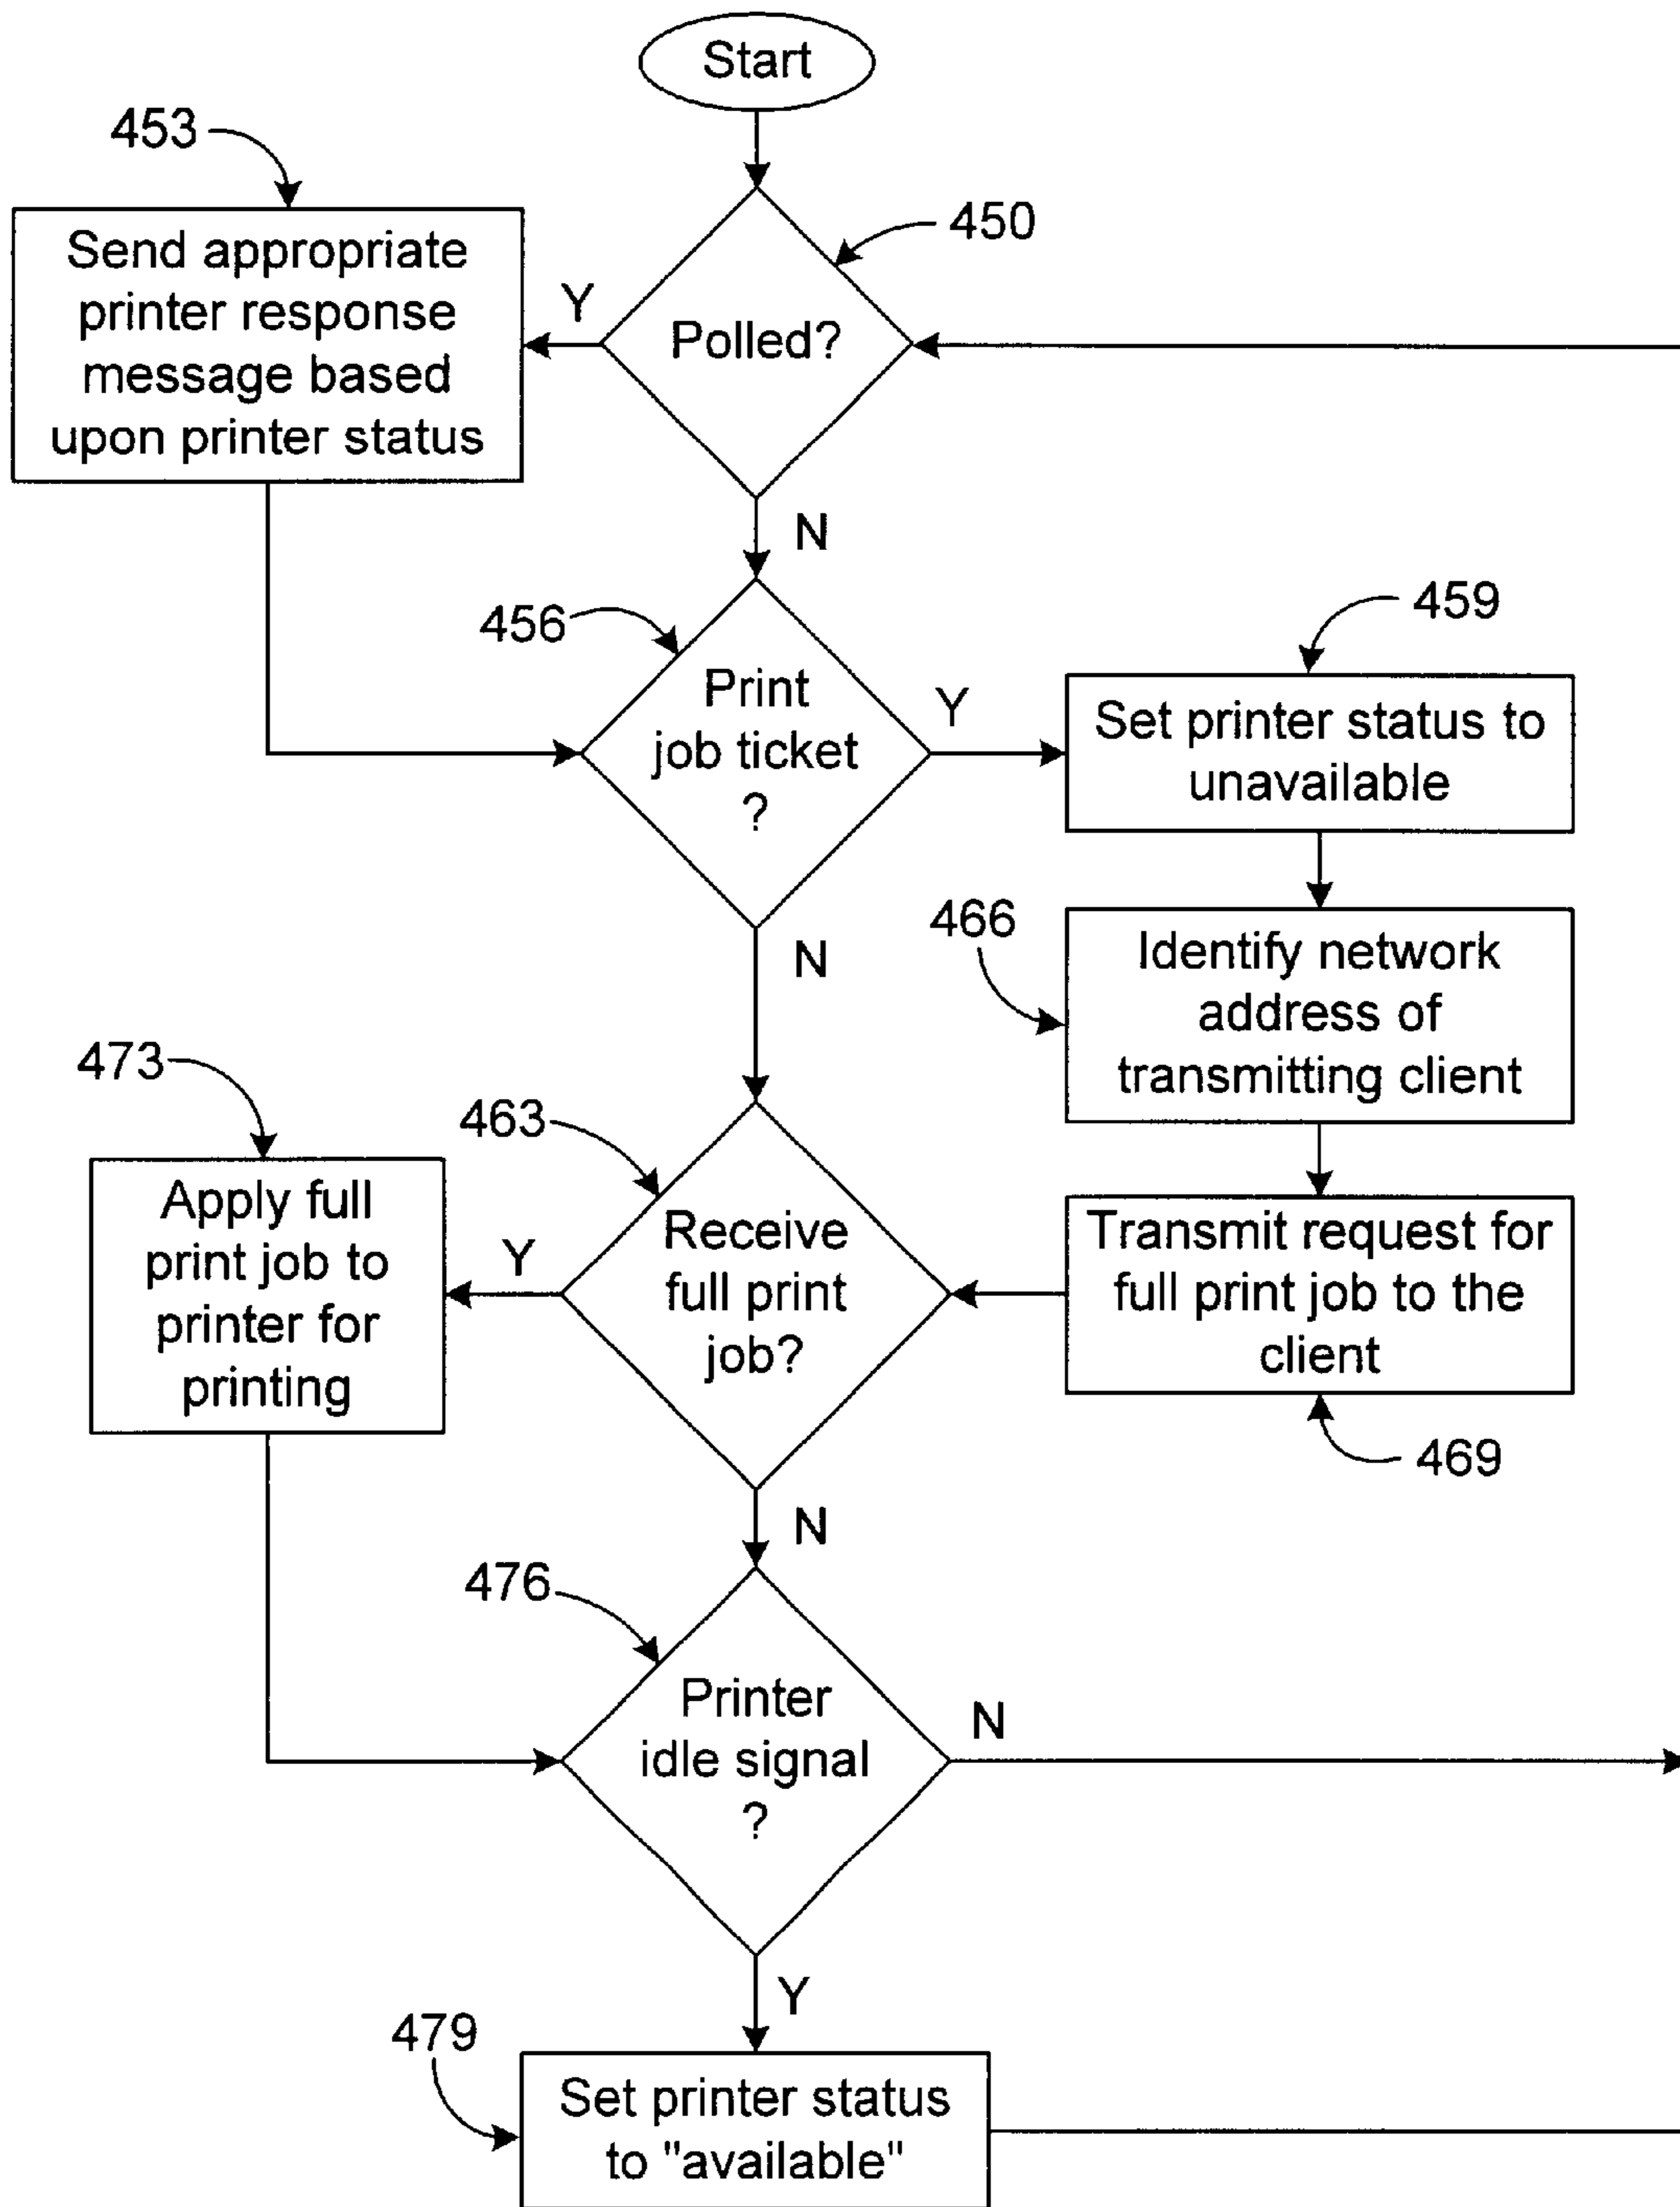 Start
453
450
Send appropriate
printer response
message based
upon printer status
Y
Polled?
N
456
459
Print
job ticket
?
Y
Set printer status to
unavailable
N
466
Identify network
address of
transmitting client
473
463
Apply full
print job to
printer for
printing
Y
Receive
full print
job?
Transmit request for
full print job to the
client
469
N
476
Printer
idle signal
?
N
Y
479
Set printer status
to "available"